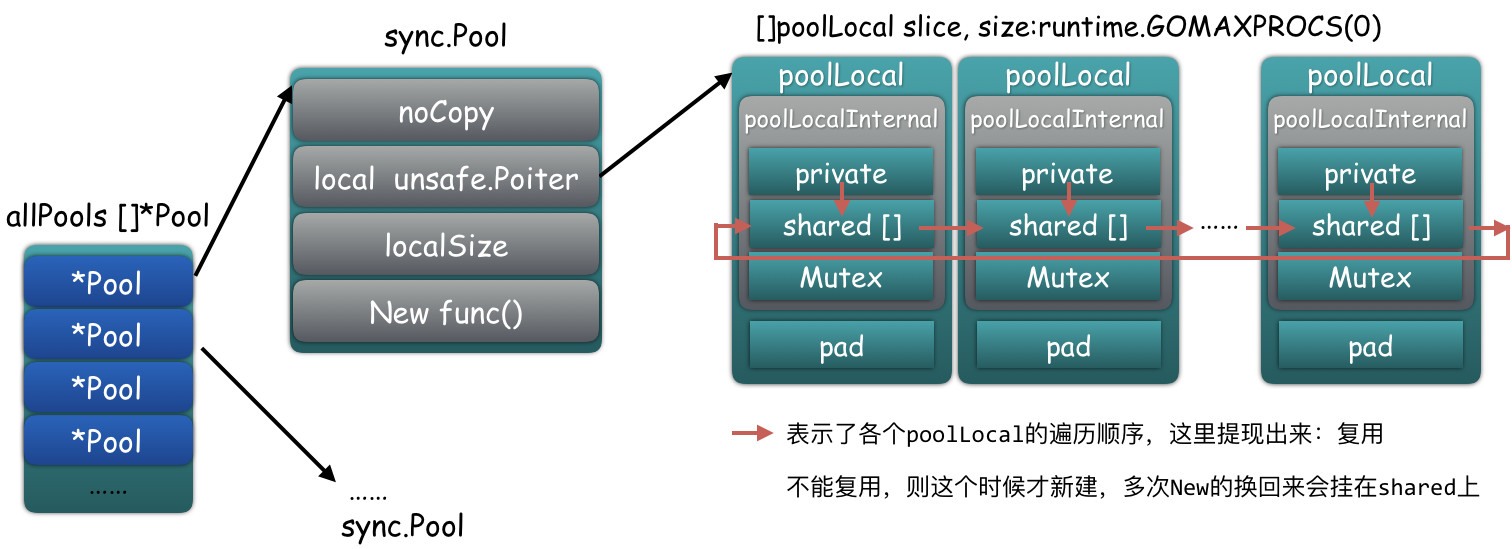 allPools []*Pool
*Pool
*Pool
*Pool
*Pool
……
sync.Pool
noCopy
local unsafe.Poiter
localSize
New func()
……
sync.Pool
[]poolLocal slice, size:runtime.GOMAXPROCS(0)
poolLocal
poolLocalInternal
private
shared []
Mutex
pad
poolLocal
poolLocalInternal
private
shared []
Mutex
pad
……
poolLocal
poolLocalInternal
private
shared []
Mutex
pad
表示了各个poolLocal的遍历顺序，这里提现出来：复用
不能复用，则这个时候才新建，多次New的换回来会挂在shared上